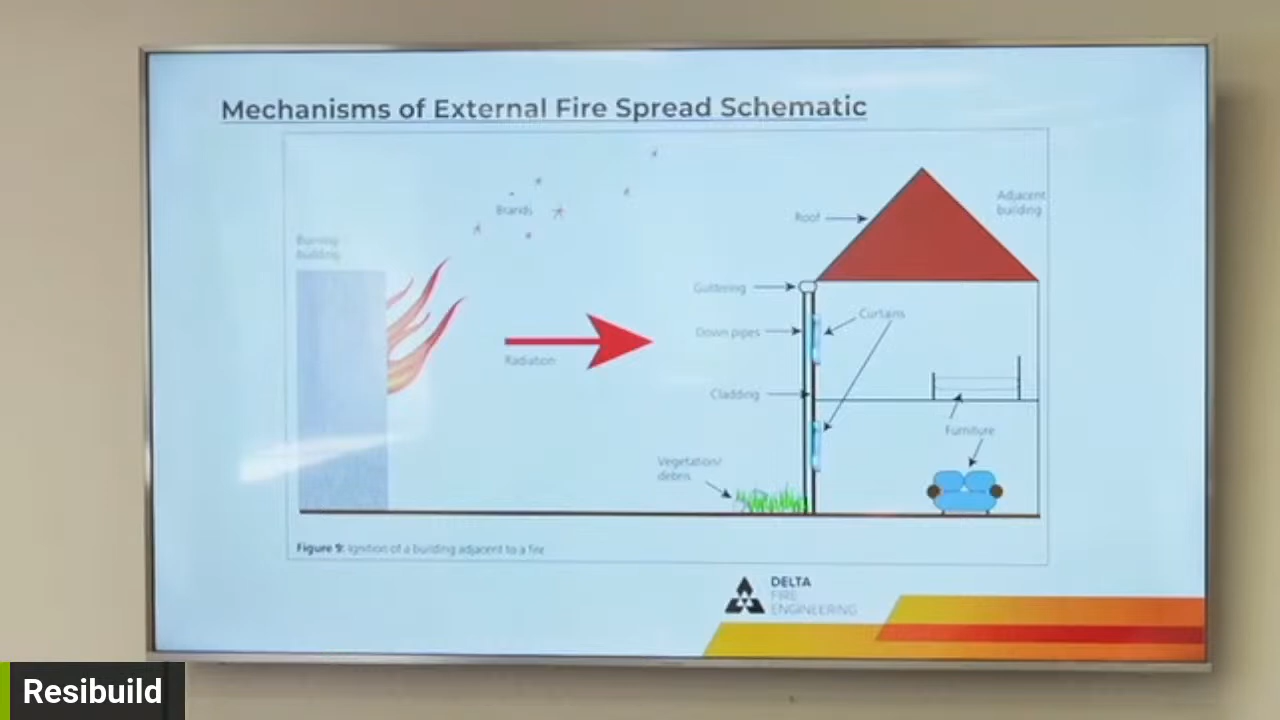 Mechanisms of External Fire Spread Schematic
Brands
Burning
building
Radiation
Roof
Adjacent
building
Guttering
Down pipes
Curtains
Cladding
Furniture
Vegetation/
debris
Figure 9: Ignition of a building adjacent to a fire
DELTA
FIRE
ENGINEERING
Resibuild